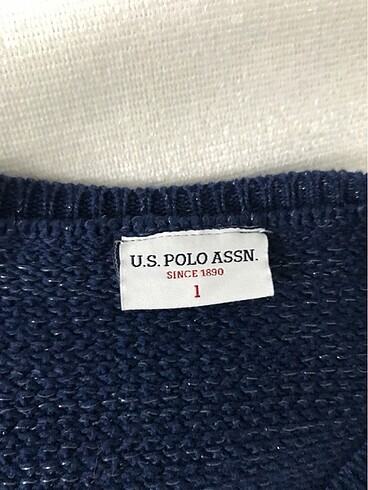 U.S. POLO ASSN.
SINCE 1890
1